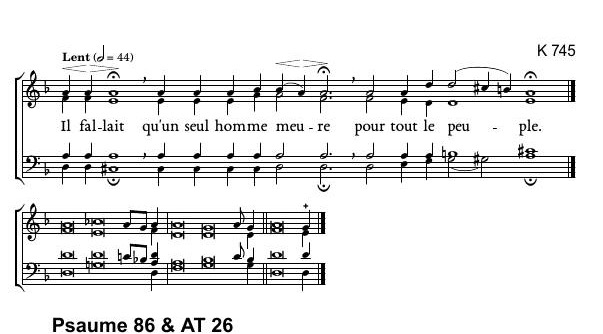 K 745
Lent (𝅗𝅥 = 44)
Il fal-lait qu'un seul homme meu - re pour tout le peu - ple.
Psaume 86 & AT 26